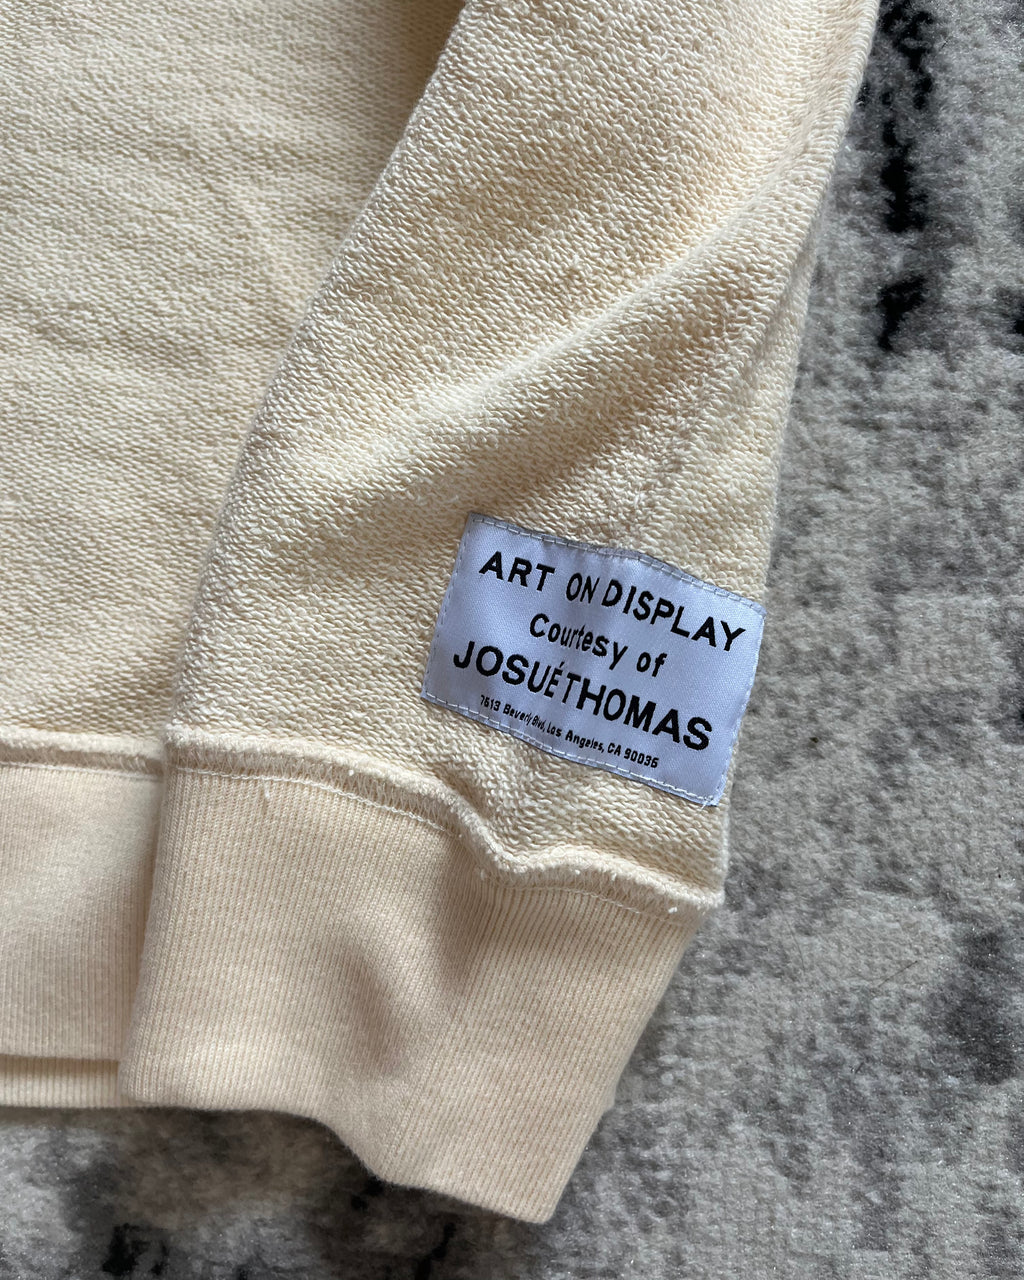 ART ON DISPLAY
Courtesy of
JOSUÉTHOMAS
7613 Beverly Blvd, Los Angeles, CA 90036